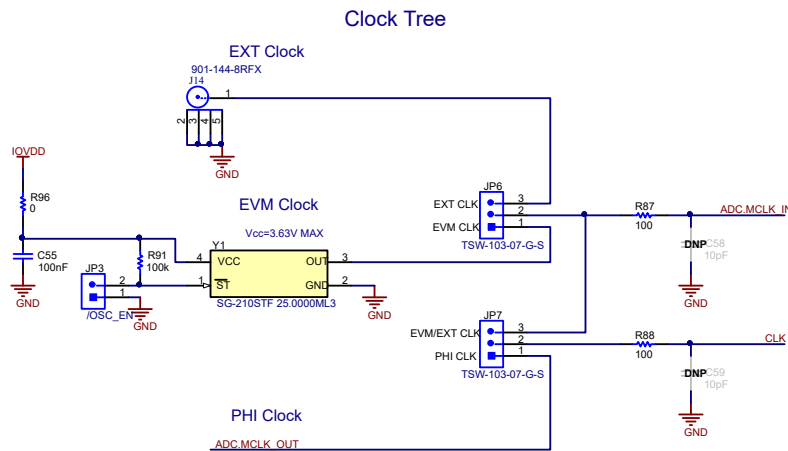 Clock Tree
EXT Clock
901-144-8RFX
J14
1
2
3
4
5
GND
IOVDD
R96
0
C55
100nF
GND
EVM Clock
Vcc=3.63V MAX
R91
100k
JP3
2
1
/OSC_EN
GND
Y1
4
VCC
OUT
3
1
ST
GND
2
SG-210STF 25.0000ML3
GND
JP6
EXT CLK
3
2
EVM CLK
1
TSW-103-07-G-S
R87
100
ADC.MCLK_IN
DNP
C58
10pF
GND
JP7
EVM/EXT CLK
3
2
PHI CLK
1
TSW-103-07-G-S
R88
100
CLK
DNP
C59
10pF
GND
PHI Clock
ADC.MCLK_OUT